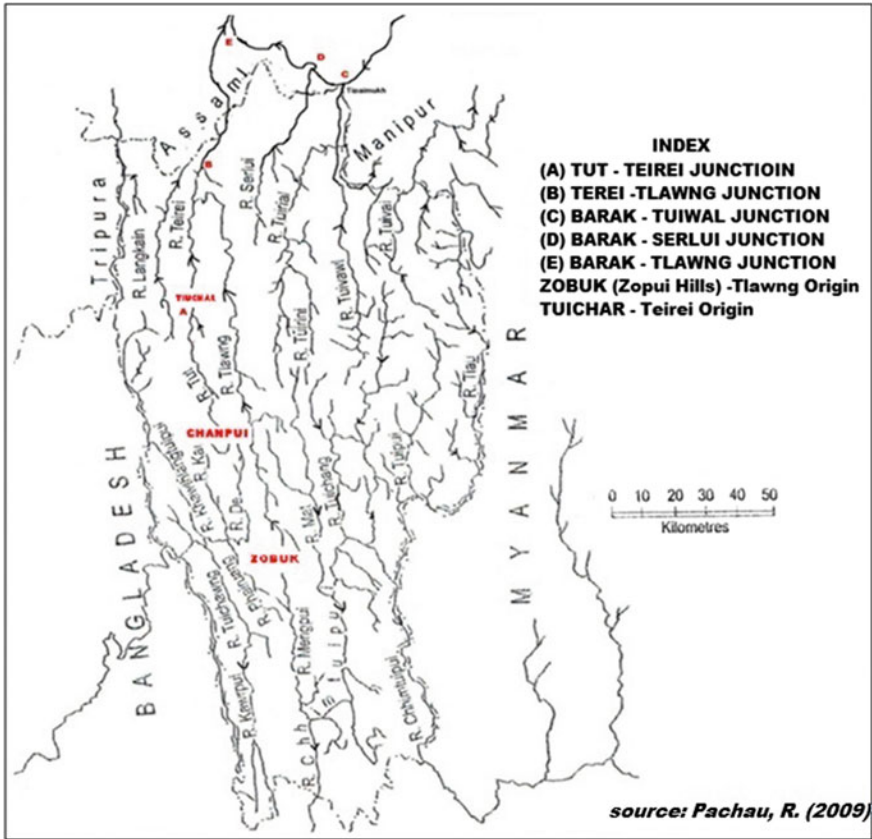 E
D
C
Tipaimukh
Assam
Manipur
B
Tripura
R. Langkaih
R. Teirei
R. Serlui
R. Tuirial
R. Tuivai
TUICHAR
A
R. Tlawng
R. Tuirini
R. Tuivawl
R. Tut
R. Tlau
CHANPUI
R. Tuipui
R. De
R. Mat
R. Tuichang
ZOBUK
R. Tuichawng
R. Phairuang
R. Mengpui
R. Kawrpui
R. Chhimtuipui
R. Chhimtuipui
BANGLADESH
MYANMAR
INDEX
(A) TUT - TEIREI JUNCTIOIN
(B) TEREI -TLAWNG JUNCTION
(C) BARAK - TUIWAL JUNCTION
(D) BARAK - SERLUI JUNCTION
(E) BARAK - TLAWNG JUNCTION
ZOBUK (Zopui Hills) -Tlawng Origin
TUICHAR - Teirei Origin
0 10 20 30 40 50
Kilometres
source: Pachau, R. (2009)